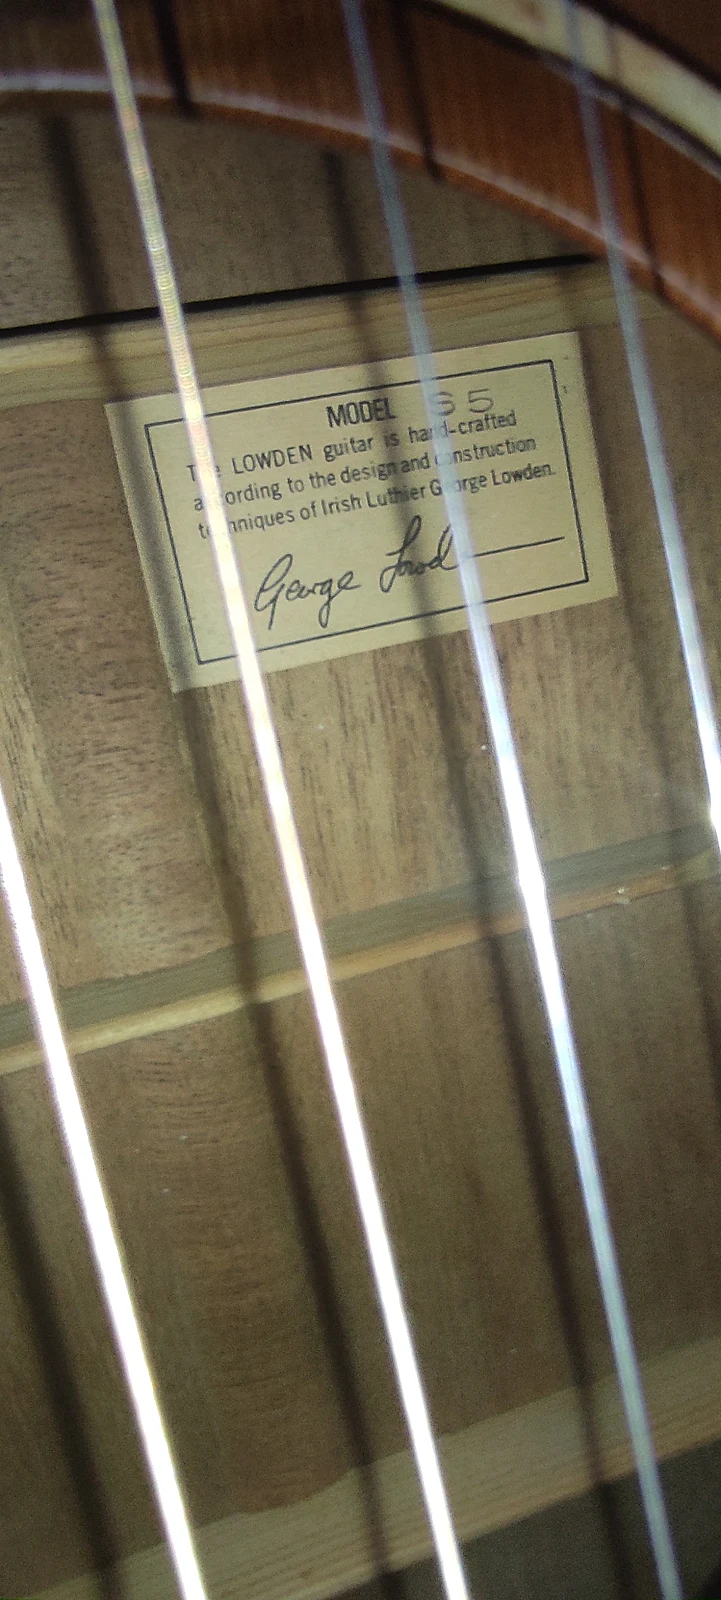 MODEL S5
The LOWDEN guitar is hand-crafted
according to the design and construction
techniques of Irish Luthier George Lowden.
George Lowd